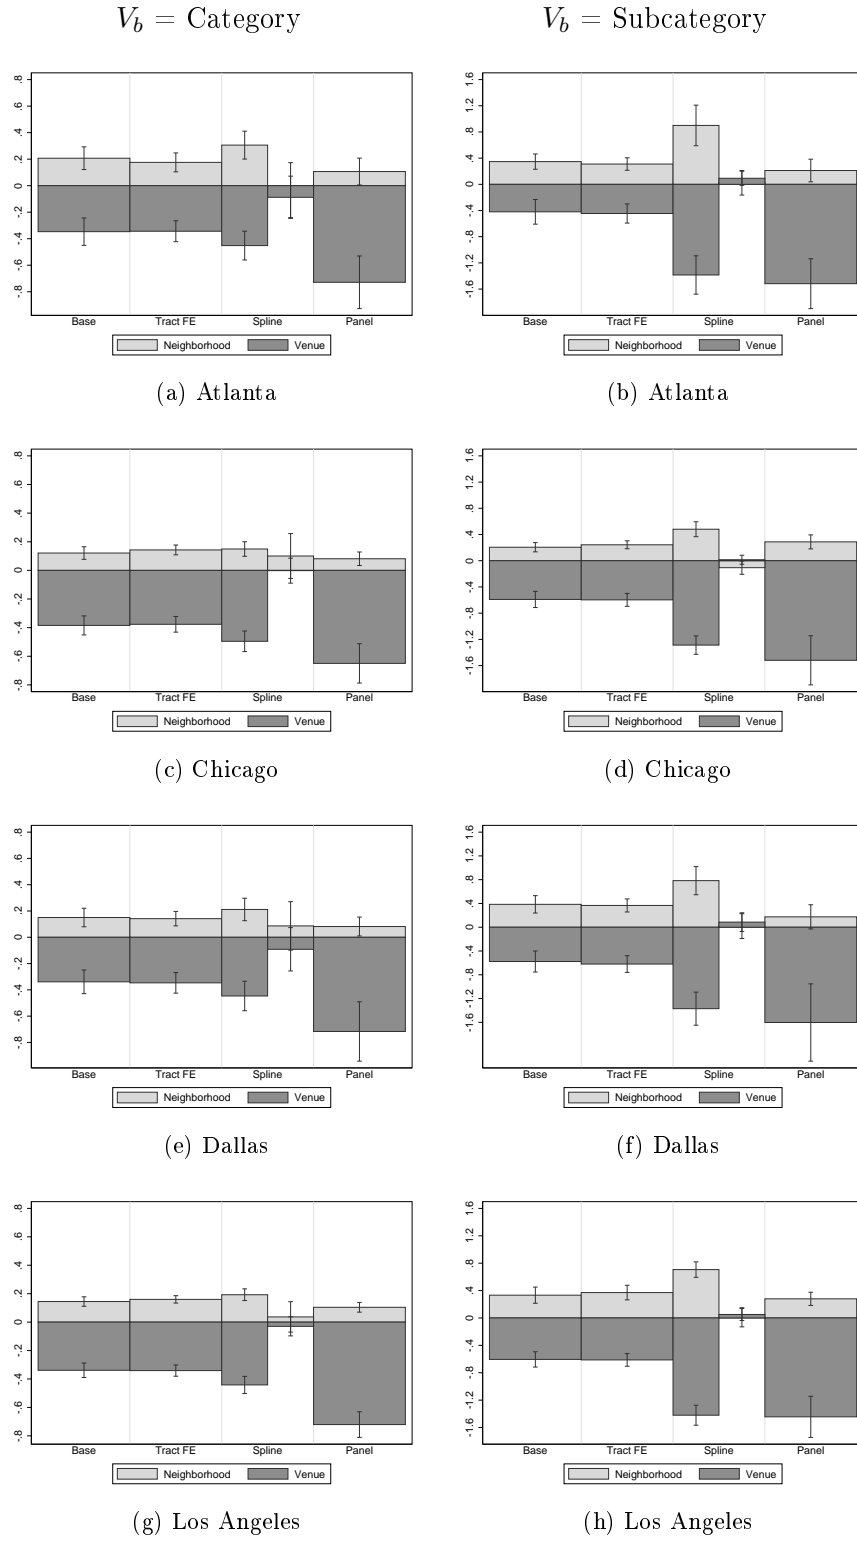 V_b = Category
V_b = Subcategory
.8
.6
.4
.2
0
-.2
-.4
-.6
-.8
Base Tract FE Spline Panel
Neighborhood Venue
(a) Atlanta
1.6
1.2
.8
.4
0
-.4
-.8
-1.2
-1.6
Base Tract FE Spline Panel
Neighborhood Venue
(b) Atlanta
.8
.6
.4
.2
0
-.2
-.4
-.6
-.8
Base Tract FE Spline Panel
Neighborhood Venue
(c) Chicago
1.6
1.2
.8
.4
0
-.4
-.8
-1.2
-1.6
Base Tract FE Spline Panel
Neighborhood Venue
(d) Chicago
.8
.6
.4
.2
0
-.2
-.4
-.6
-.8
Base Tract FE Spline Panel
Neighborhood Venue
(e) Dallas
1.6
1.2
.8
.4
0
-.4
-.8
-1.2
-1.6
Base Tract FE Spline Panel
Neighborhood Venue
(f) Dallas
.8
.6
.4
.2
0
-.2
-.4
-.6
-.8
Base Tract FE Spline Panel
Neighborhood Venue
(g) Los Angeles
1.6
1.2
.8
.4
0
-.4
-.8
-1.2
-1.6
Base Tract FE Spline Panel
Neighborhood Venue
(h) Los Angeles